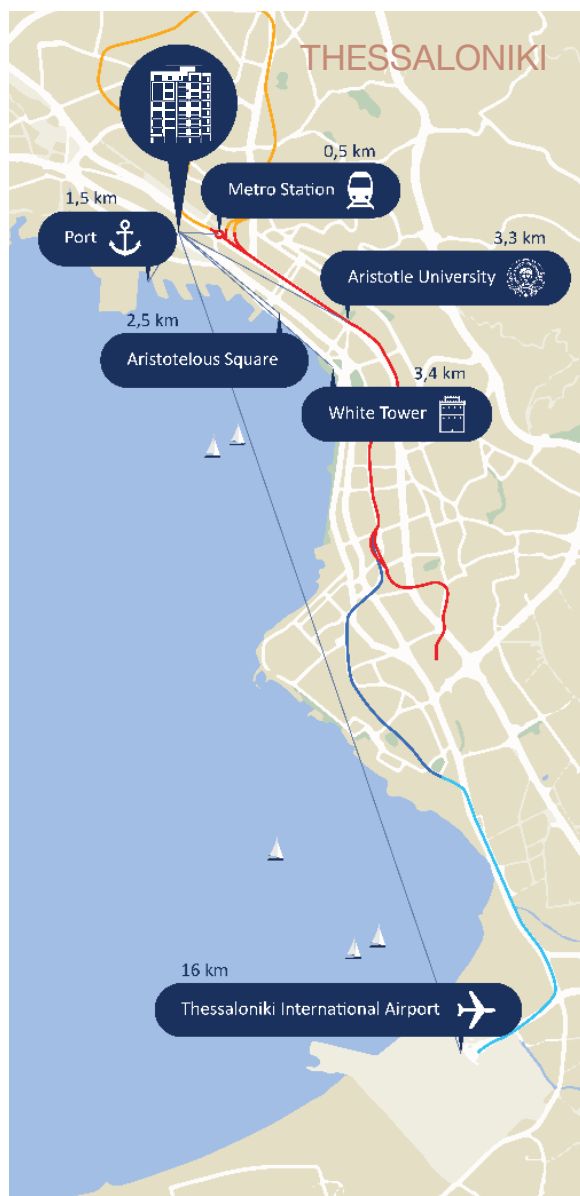 THESSALONIKI
0,5 km
Metro Station
1,5 km
Port
3,3 km
Aristotle University
2,5 km
Aristotelous Square
3,4 km
White Tower
16 km
Thessaloniki International Airport